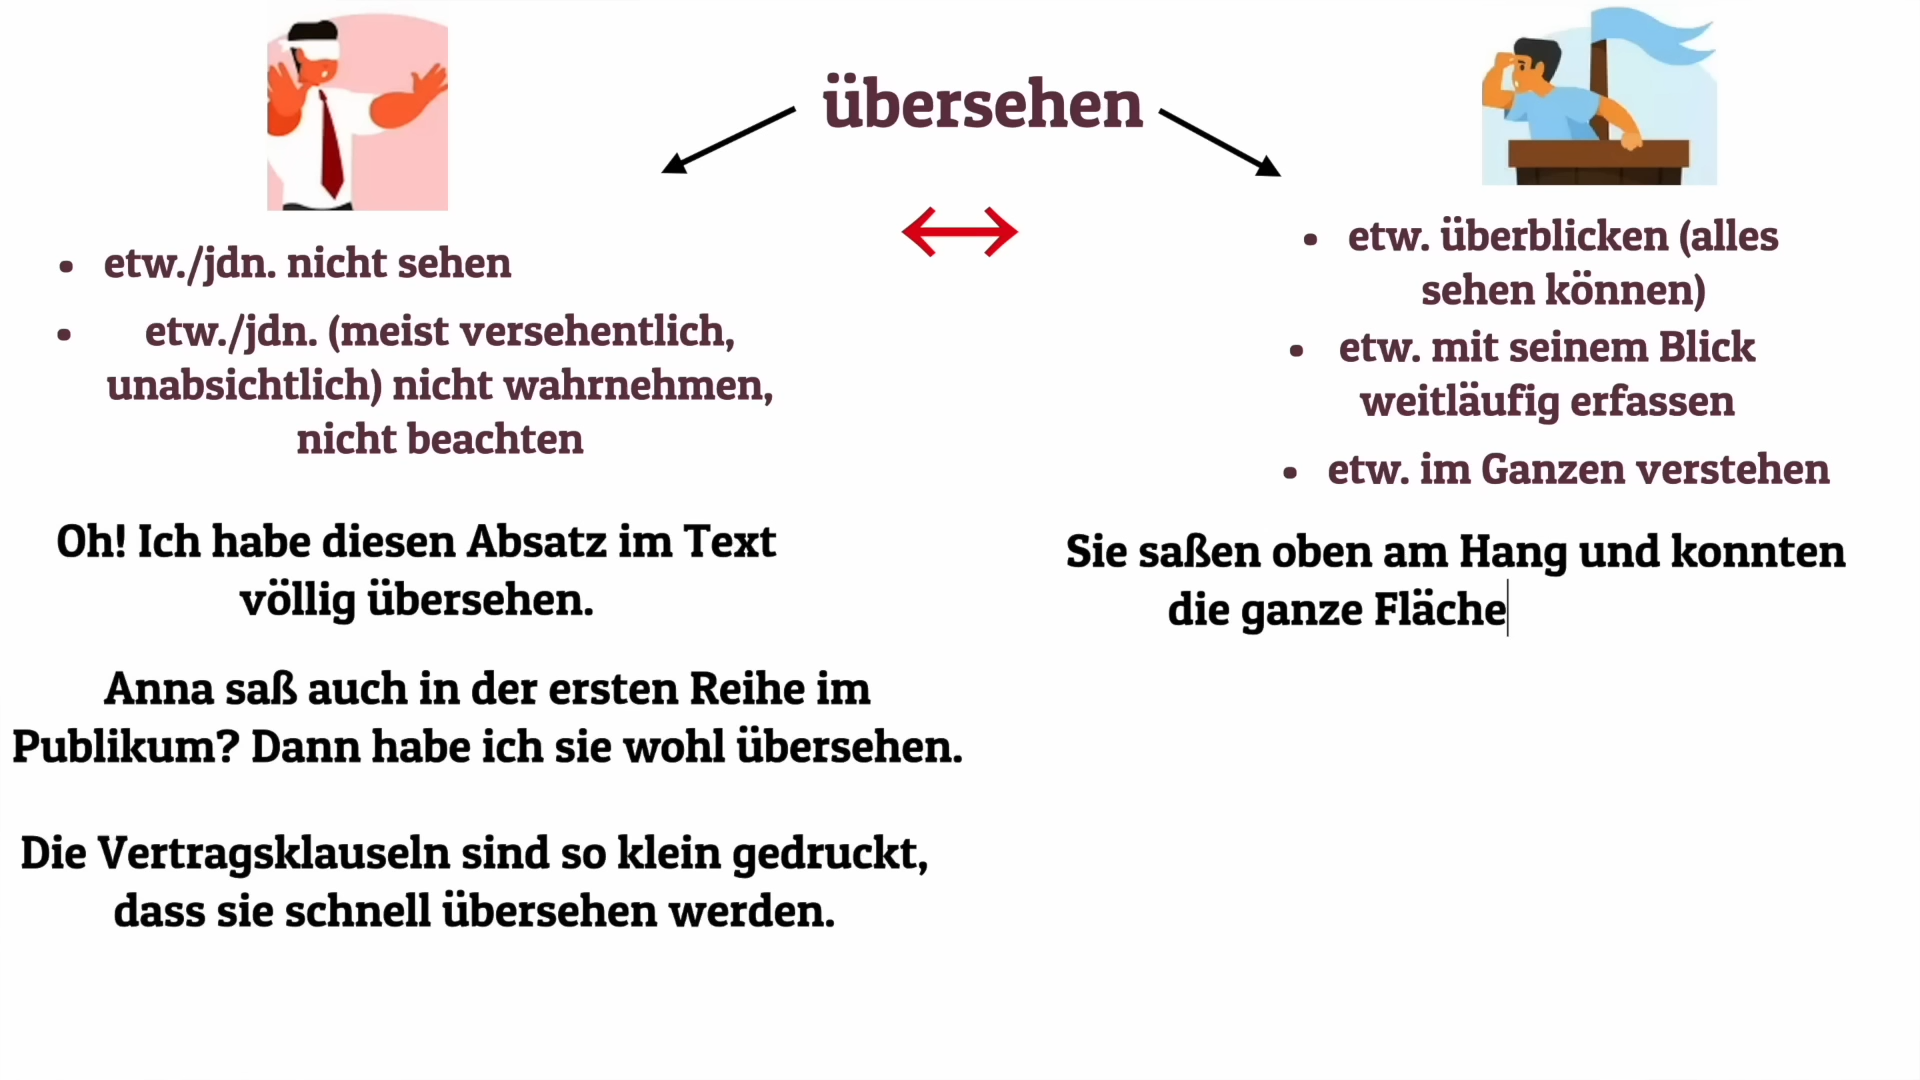 übersehen
• etw./jdn. nicht sehen
• etw./jdn. (meist versehentlich,
unabsichtlich) nicht wahrnehmen,
nicht beachten
Oh! Ich habe diesen Absatz im Text
völlig übersehen.
Anna saß auch in der ersten Reihe im
Publikum? Dann habe ich sie wohl übersehen.
Die Vertragsklauseln sind so klein gedruckt,
dass sie schnell übersehen werden.
• etw. überblicken (alles
sehen können)
• etw. mit seinem Blick
weitläufig erfassen
• etw. im Ganzen verstehen
Sie saßen oben am Hang und konnten
die ganze Fläche